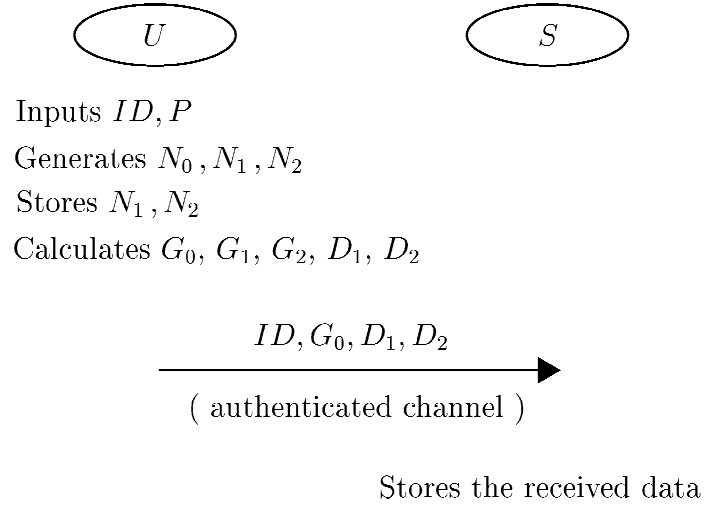 U S
Inputs ID, P
Generates N₀, N₁, N₂
Stores N₁, N₂
Calculates G₀, G₁, G₂, D₁, D₂
ID, G₀, D₁, D₂
( authenticated channel )
Stores the received data